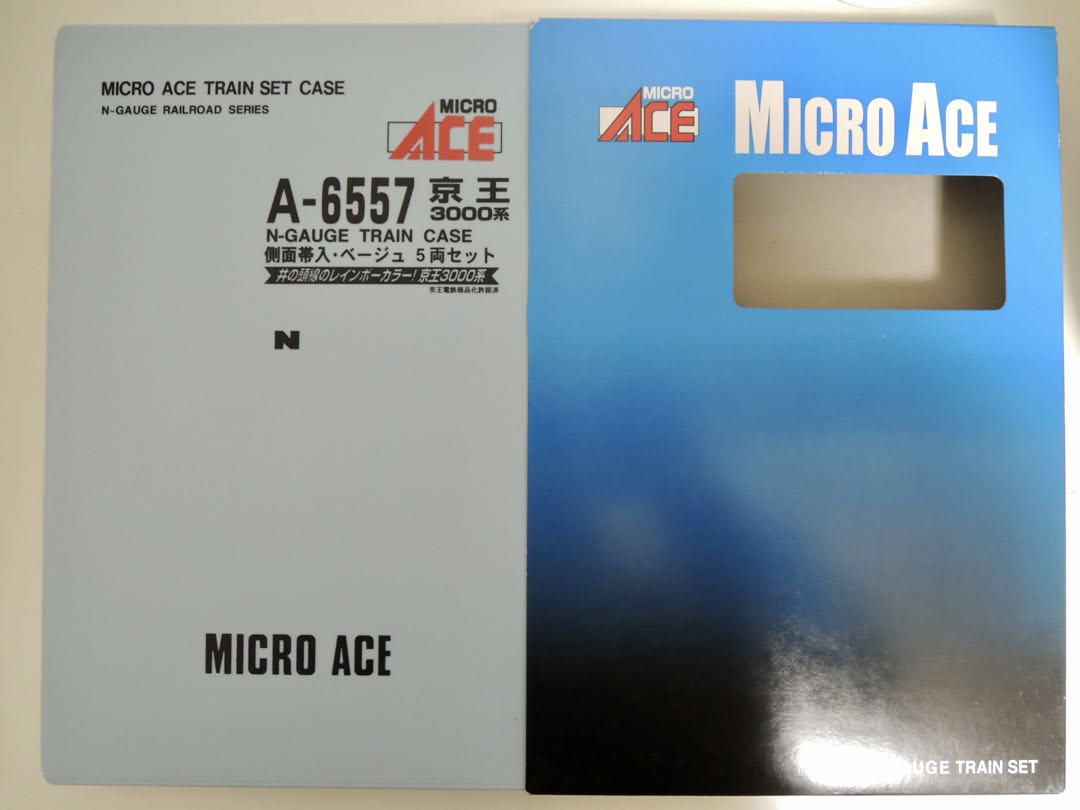 MICRO ACE TRAIN SET CASE
N-GAUGE RAILROAD SERIES
MICRO
ACE
A-6557 京王
3000系
N-GAUGE TRAIN CASE
側面帯入・ベージュ 5両セット
井の頭線のレインボーカラー! 京王3000系
京王電鉄商品化許諾済
N
MICRO ACE
MICRO
ACE
MICRO ACE
UGE TRAIN SET